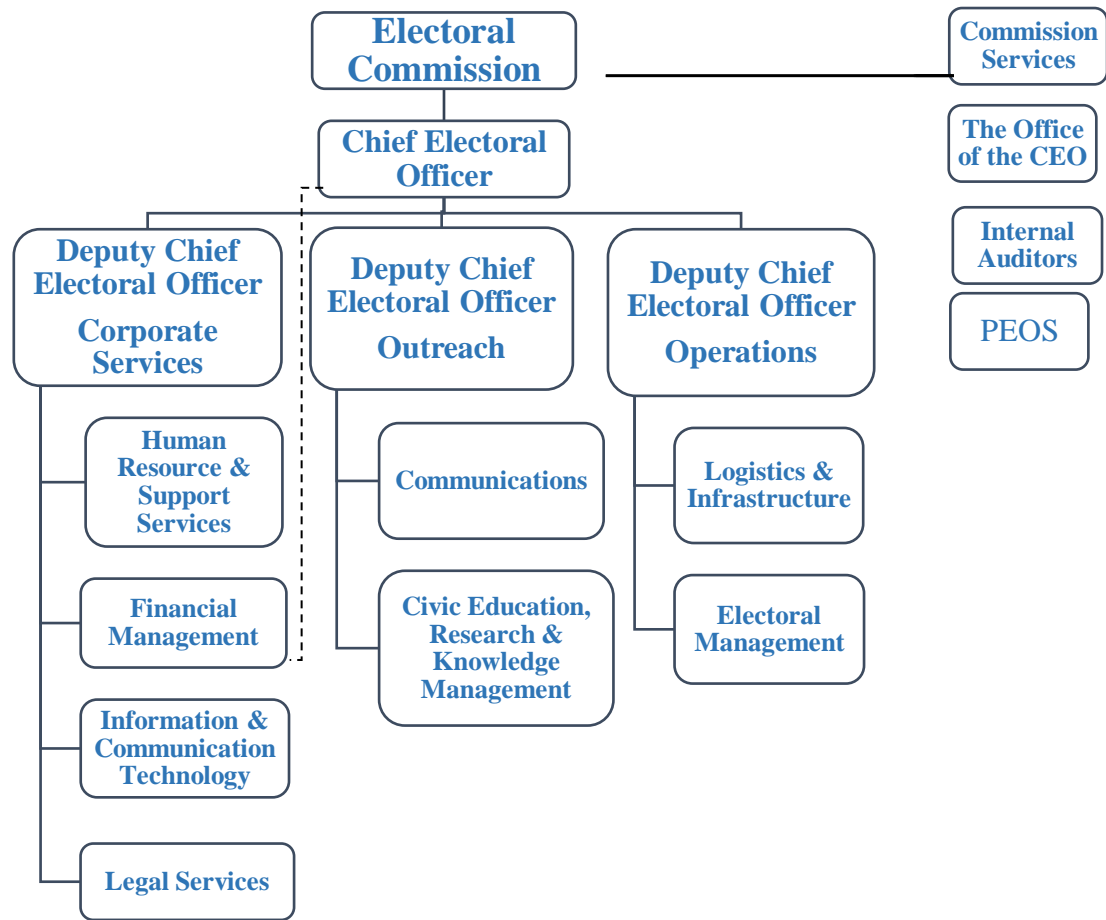 Electoral
Commission
Commission
Services
Chief Electoral
Officer
The Office
of the CEO
Internal
Auditors
PEOS
Deputy Chief
Electoral Officer
Corporate
Services
Deputy Chief
Electoral Officer
Outreach
Deputy Chief
Electoral Officer
Operations
Human
Resource &
Support
Services
Financial
Management
Information &
Communication
Technology
Legal Services
Communications
Civic Education,
Research &
Knowledge
Management
Logistics &
Infrastructure
Electoral
Management